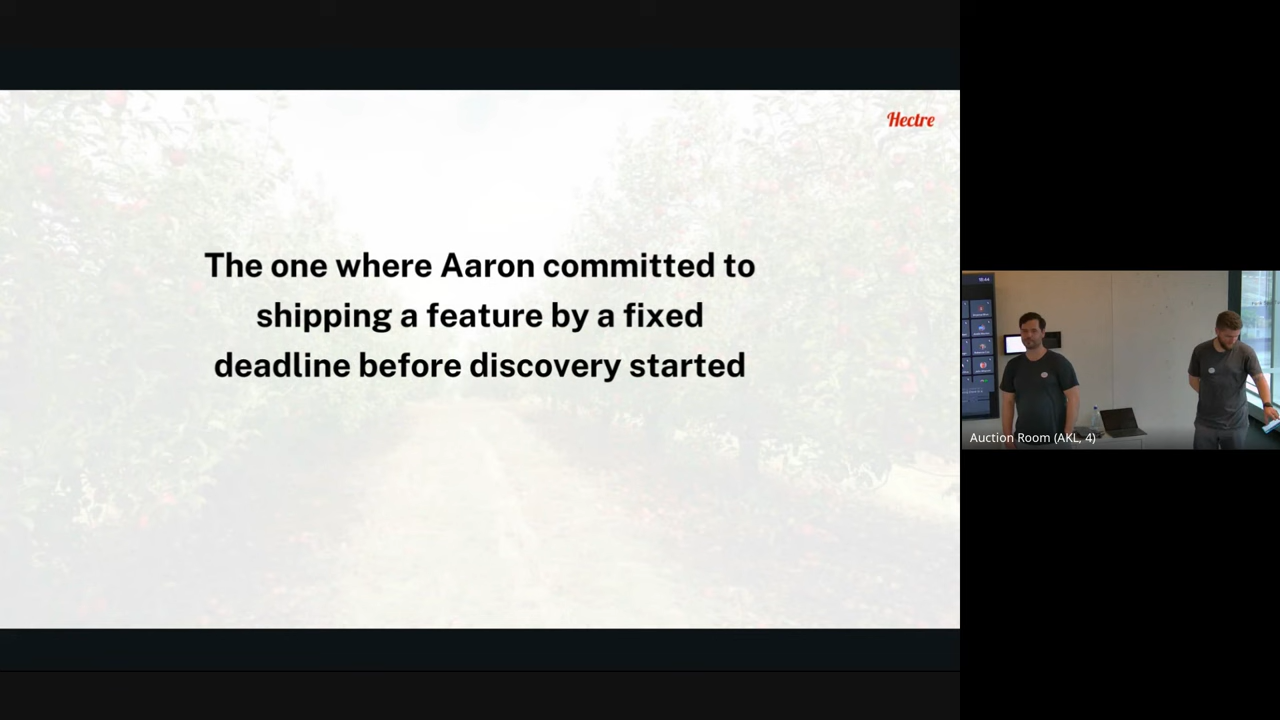 Hectre
The one where Aaron committed to
shipping a feature by a fixed
deadline before discovery started
Auction Room (AKL, 4)